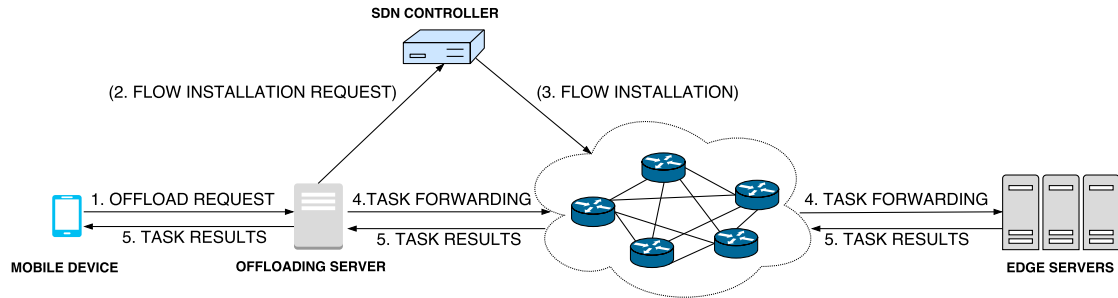 SDN CONTROLLER
(2. FLOW INSTALLATION REQUEST)
(3. FLOW INSTALLATION)
1. OFFLOAD REQUEST
4.TASK FORWARDING
4. TASK FORWARDING
5. TASK RESULTS
5. TASK RESULTS
5. TASK RESULTS
MOBILE DEVICE
OFFLOADING SERVER
EDGE SERVERS